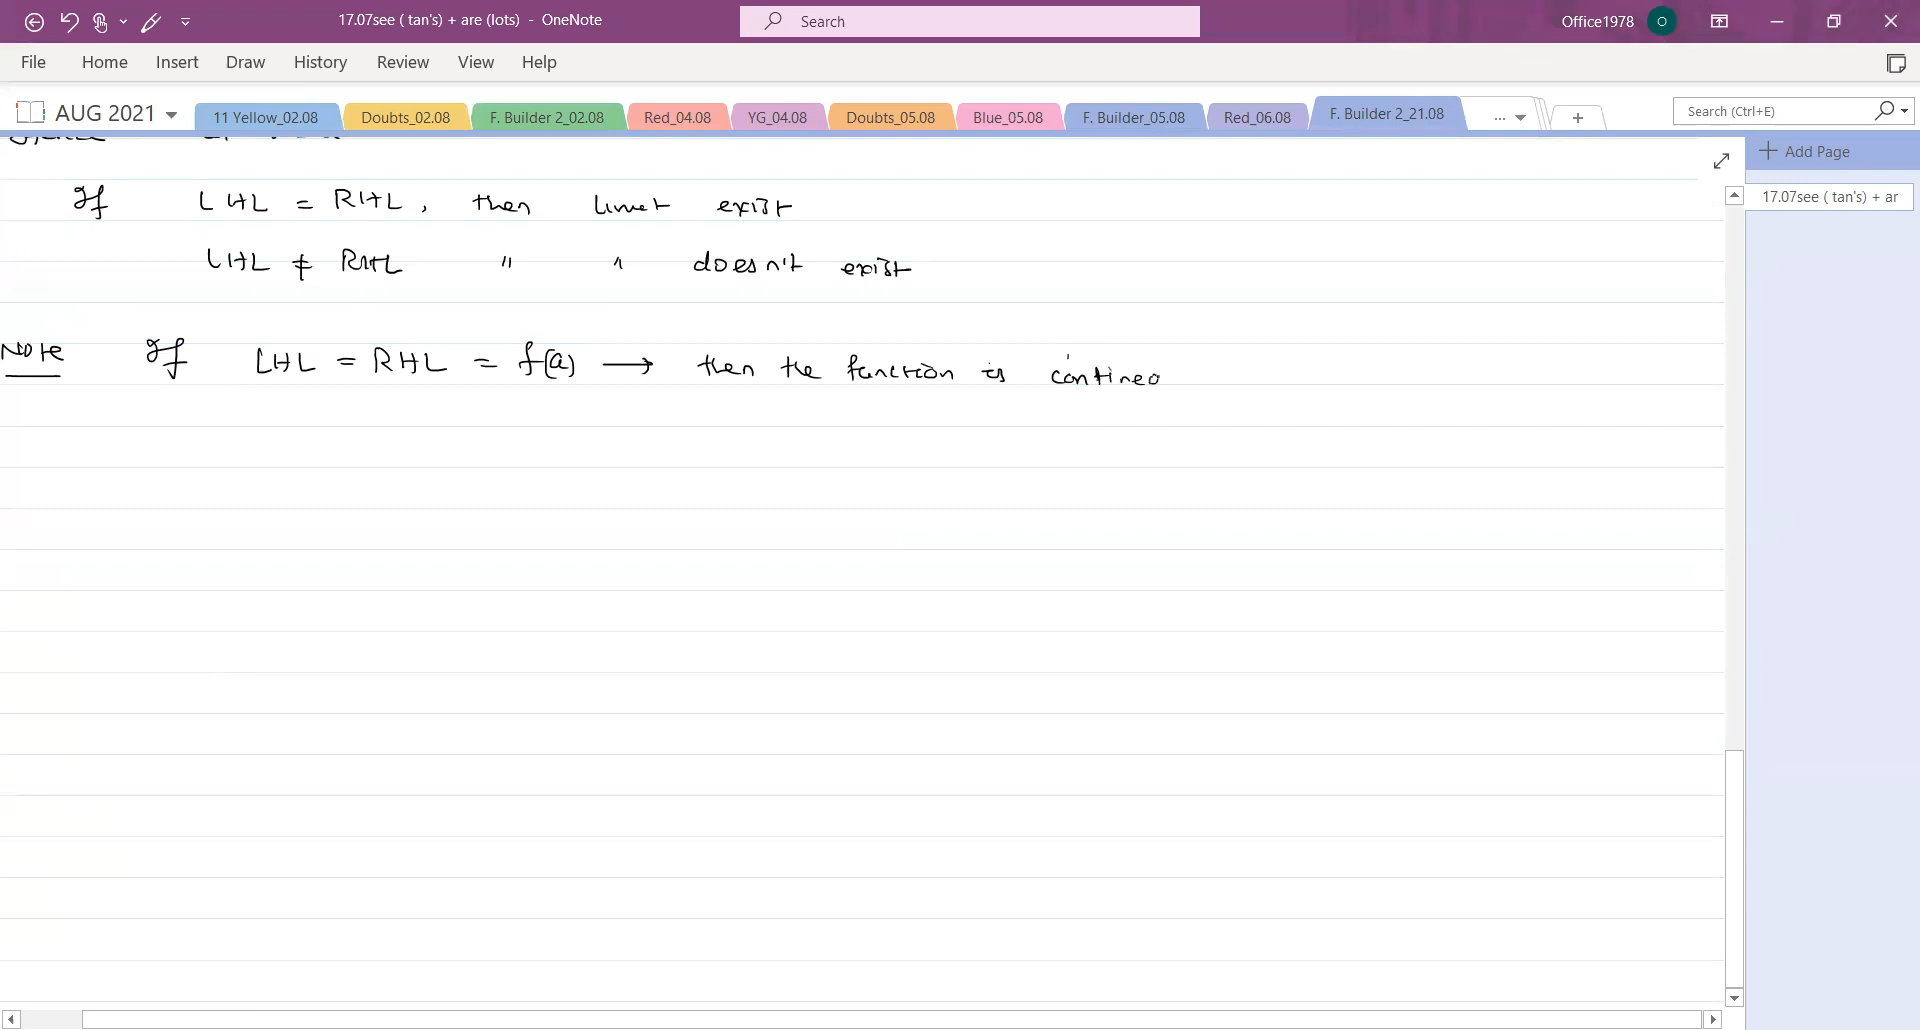 17.07see ( tan's) + are (lots) - OneNote
Search
Office1978
O
File Home Insert Draw History Review View Help
AUG 2021
11 Yellow_02.08
Doubts_02.08
F. Builder 2_02.08
Red_04.08
YG_04.08
Doubts_05.08
Blue_05.08
F. Builder_05.08
Red_06.08
F. Builder 2_21.08
...
+
Search (Ctrl+E)
Add Page
17.07see ( tan's) + ar
If LHL = RHL, then limit exist
LHL ≠ RHL " " doesn't exist
Note If LHL = RHL = f(a) → then the function is contineo